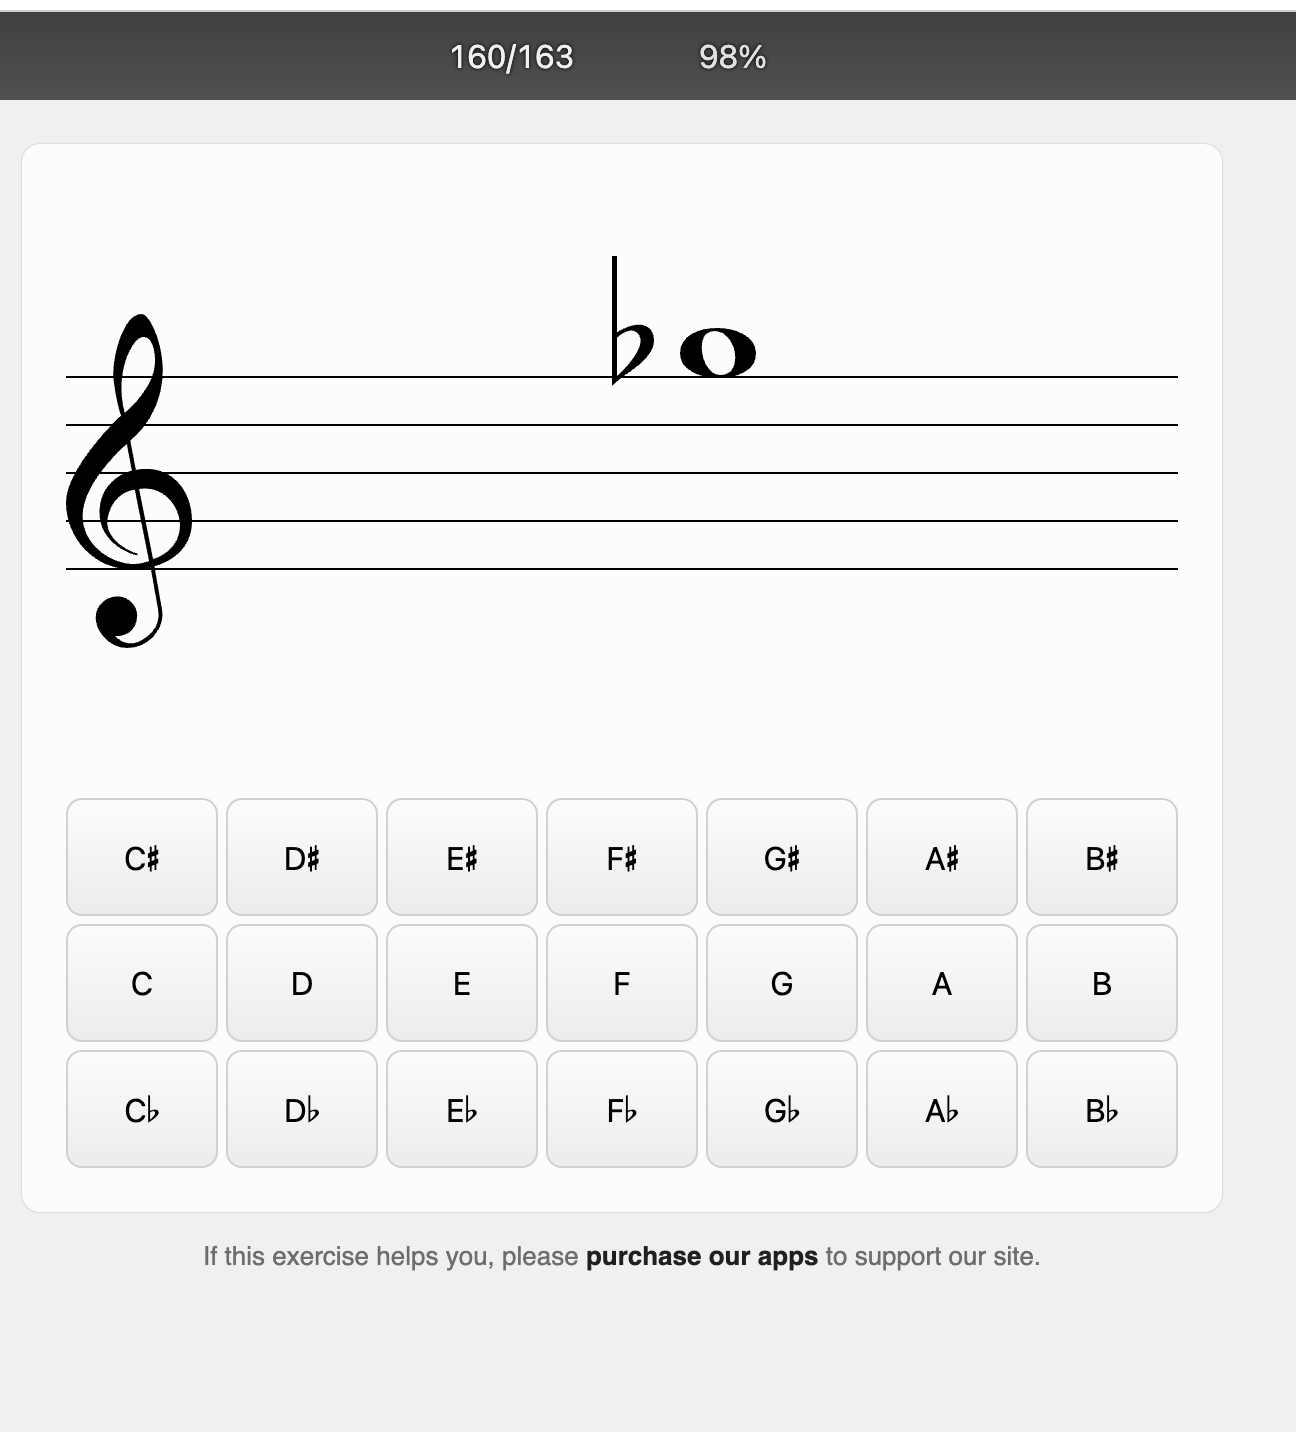 160/163 98%
C♯ D♯ E♯ F♯ G♯ A♯ B♯
C D E F G A B
C♭ D♭ E♭ F♭ G♭ A♭ B♭
If this exercise helps you, please purchase our apps to support our site.